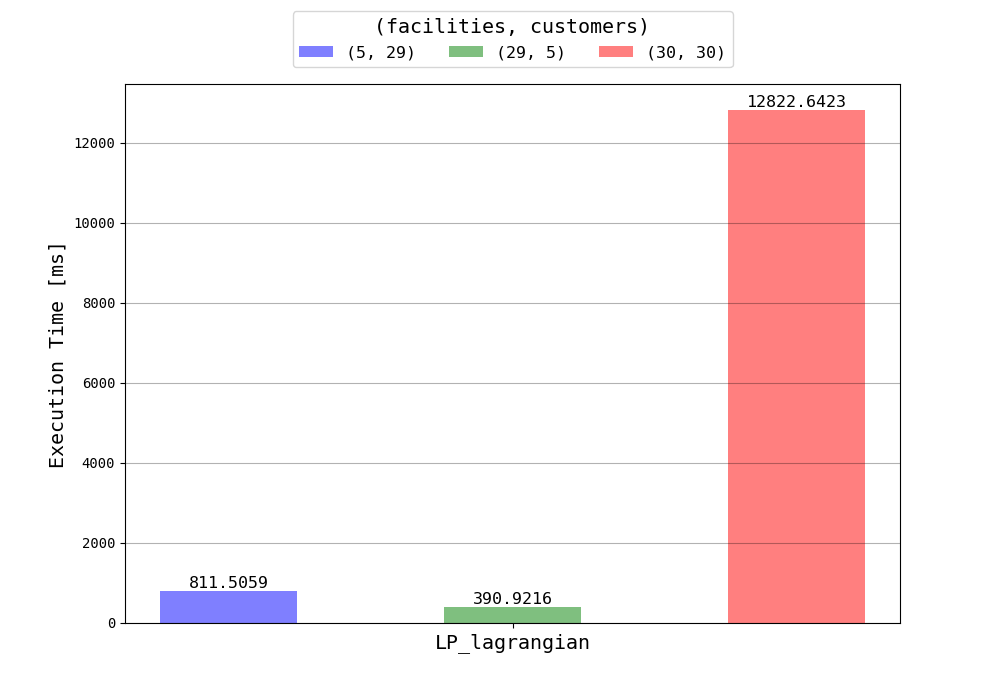 (facilities, customers)
(5, 29) (29, 5) (30, 30)
12822.6423
12000
10000
8000
6000
4000
2000
0
Execution Time [ms]
811.5059
390.9216
LP_lagrangian